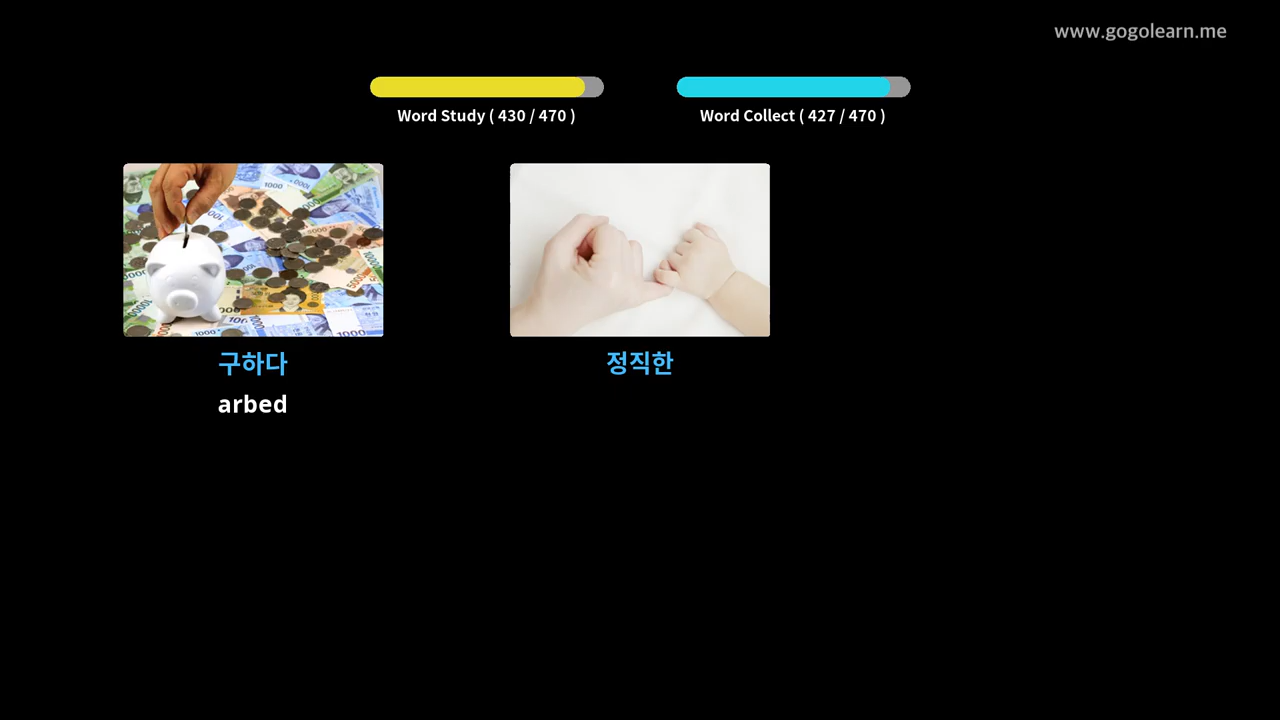 www.gogolearn.me
Word Study ( 430 / 470 )
Word Collect ( 427 / 470 )
구하다
정직한
arbed